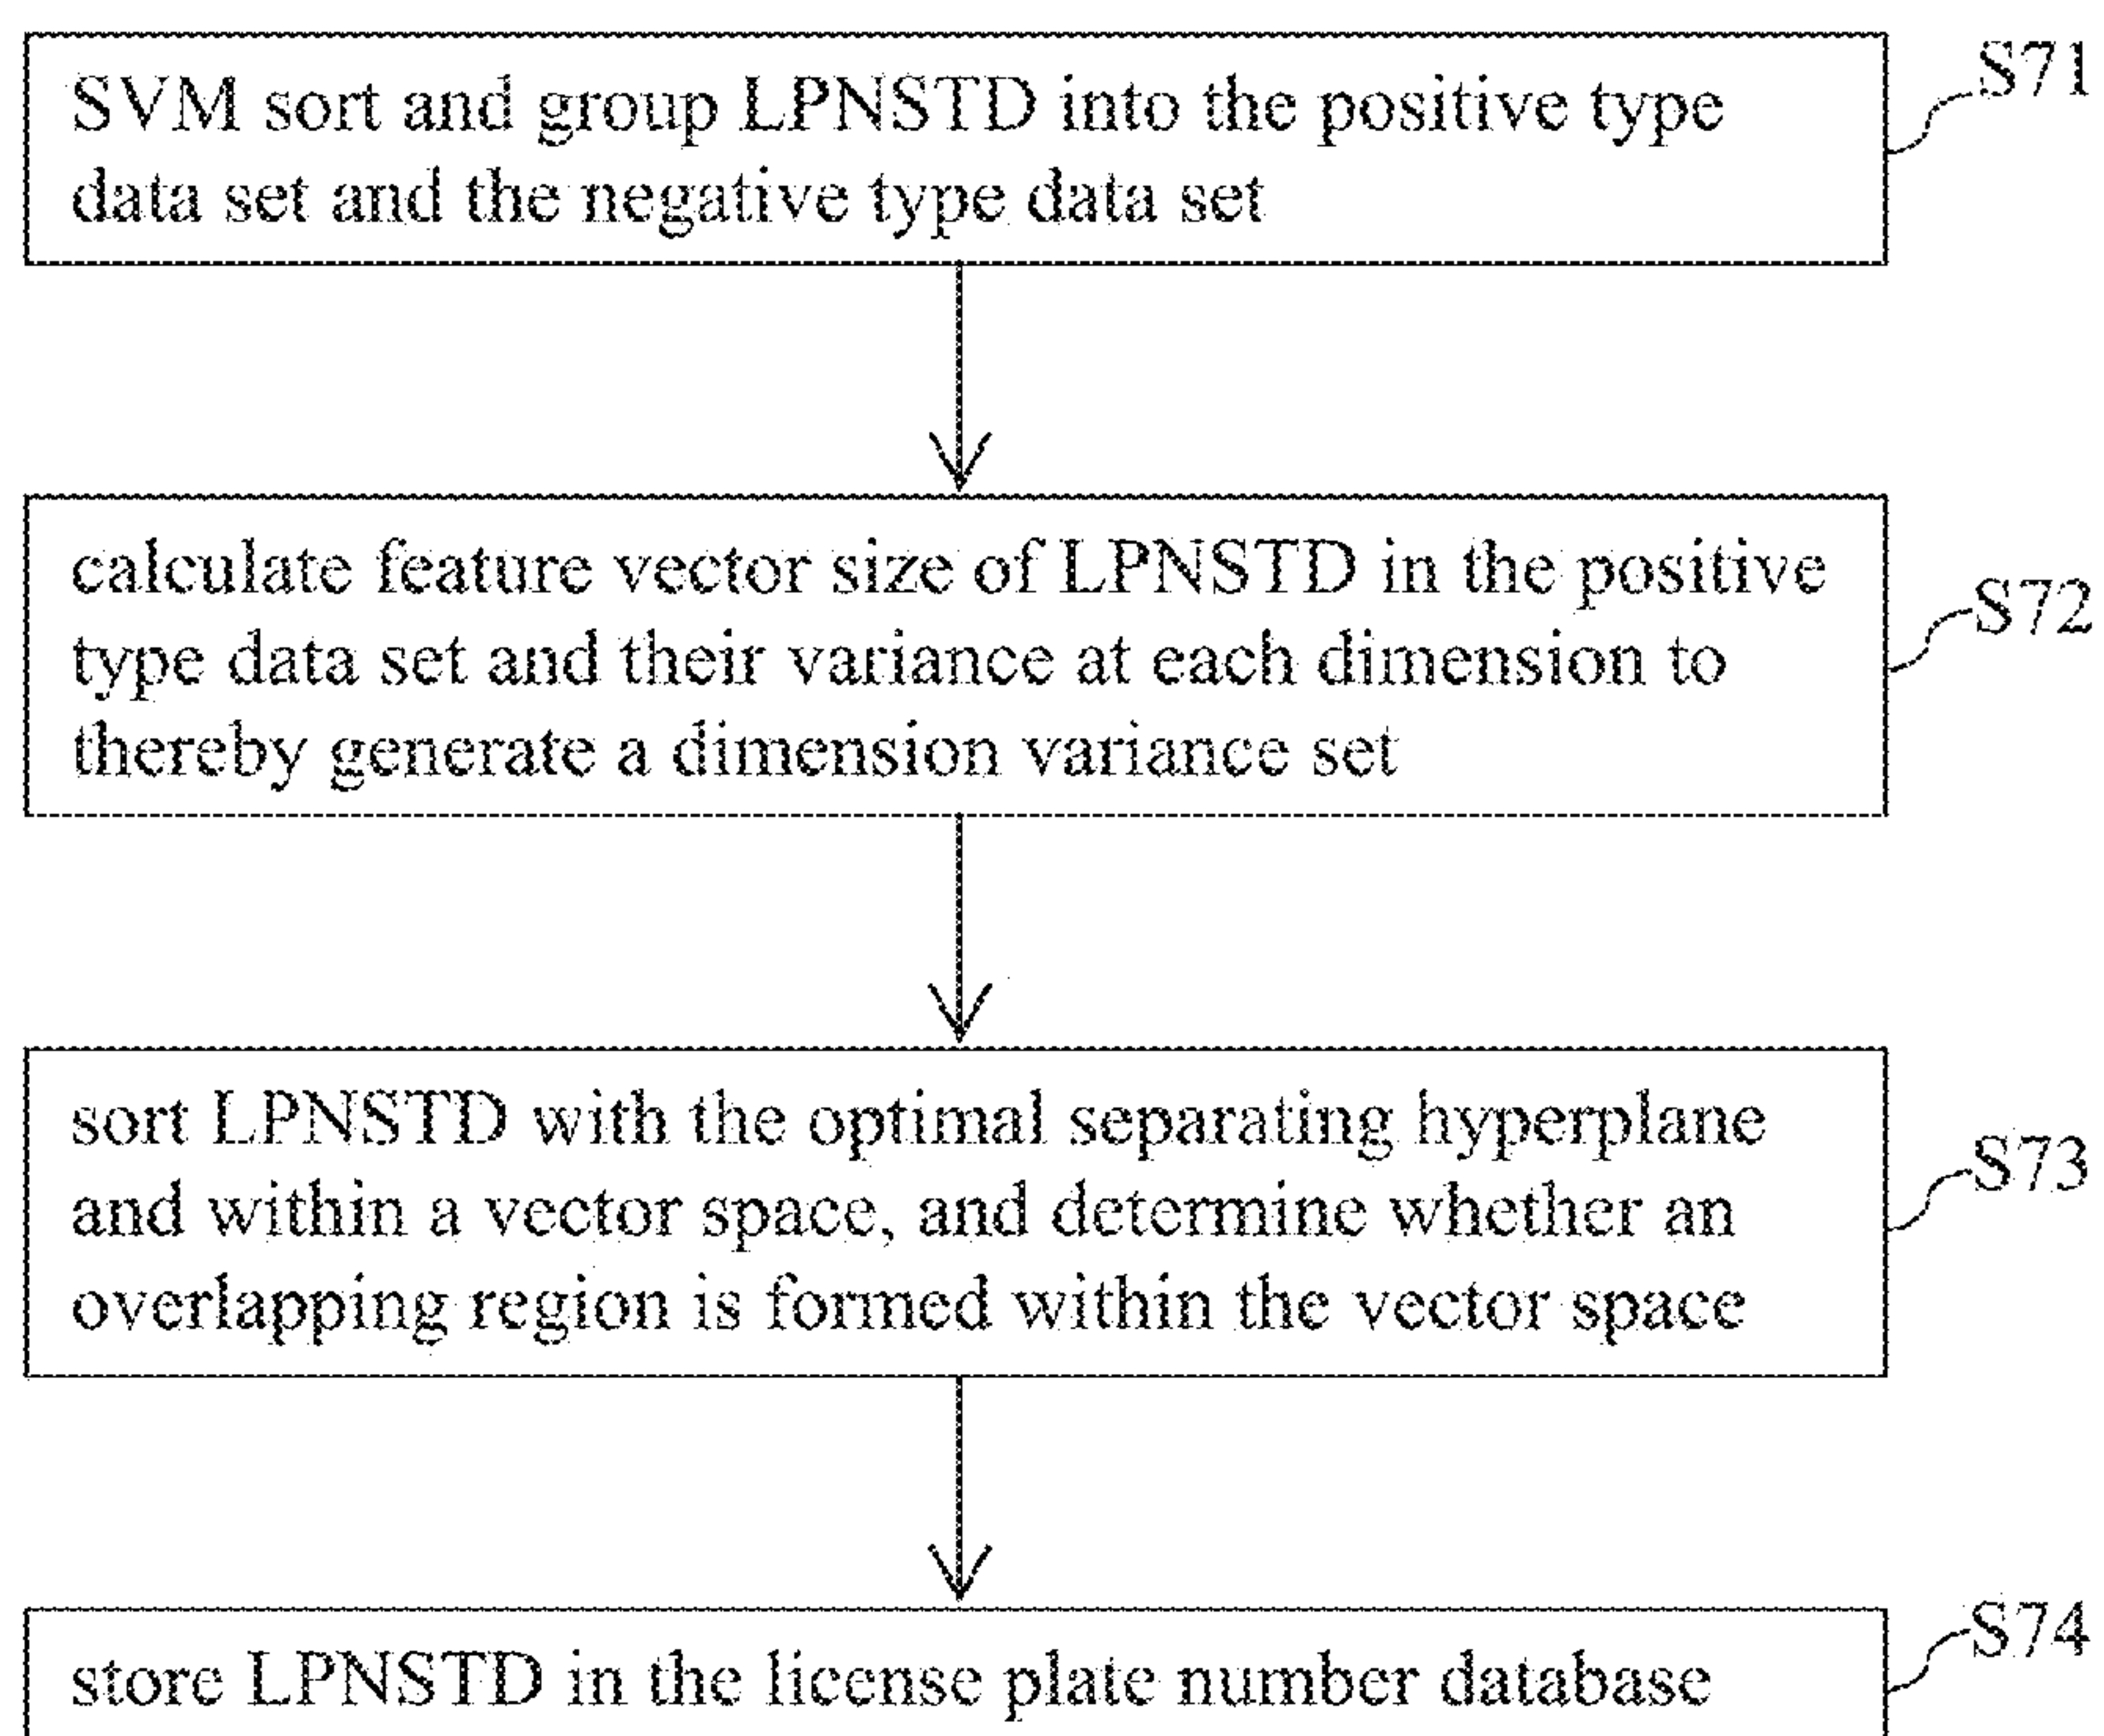 SVM sort and group LPNSTD into the positive type
data set and the negative type data set
S71
calculate feature vector size of LPNSTD in the positive
type data set and their variance at each dimension to
thereby generate a dimension variance set
S72
sort LPNSTD with the optimal separating hyperplane
and within a vector space, and determine whether an
overlapping region is formed within the vector space
S73
store LPNSTD in the license plate number database
S74